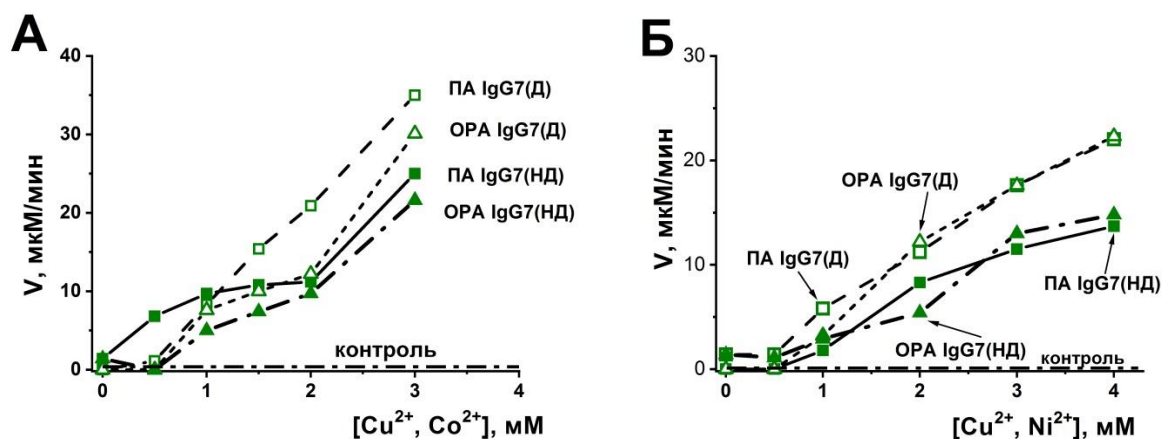 А
40
30
20
10
0
V, мкМ/мин
ПА IgG7(Д)
ОРА IgG7(Д)
ПА IgG7(НД)
ОРА IgG7(НД)
контроль
0 1 2 3 4
[Cu²⁺, Co²⁺], мМ
Б
30
20
10
0
V, мкМ/мин
ОРА IgG7(Д)
ПА IgG7(Д)
ПА IgG7(НД)
ОРА IgG7(НД)
контроль
0 1 2 3 4
[Cu²⁺, Ni²⁺], мМ